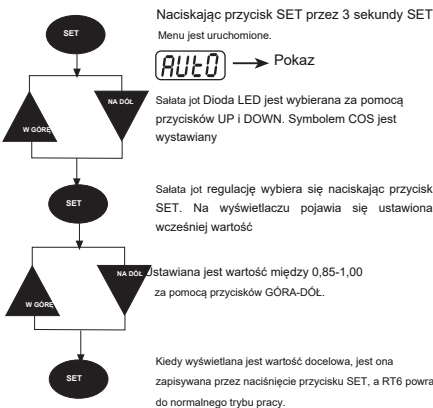 Naciskając przycisk SET przez 3 sekundy SET
SET
Menu jest uruchomione.
AUtO
Pokaz
NA DÓŁ
W GÓRĘ
Sałata jot Dioda LED jest wybierana za pomocą
przycisków UP i DOWN. Symbolem COS jest
wystawiany
SET
Sałata jot regulację wybiera się naciskając przycisk
SET. Na wyświetlaczu pojawia się ustawiona
wcześniej wartość
NA DÓŁ
W GÓRĘ
Ustawiana jest wartość między 0,85-1,00
za pomocą przycisków GÓRA-DÓŁ.
SET
Kiedy wyświetlana jest wartość docelowa, jest ona
zapisywana przez naciśnięcie przycisku SET, a RT6 powra
do normalnego trybu pracy.